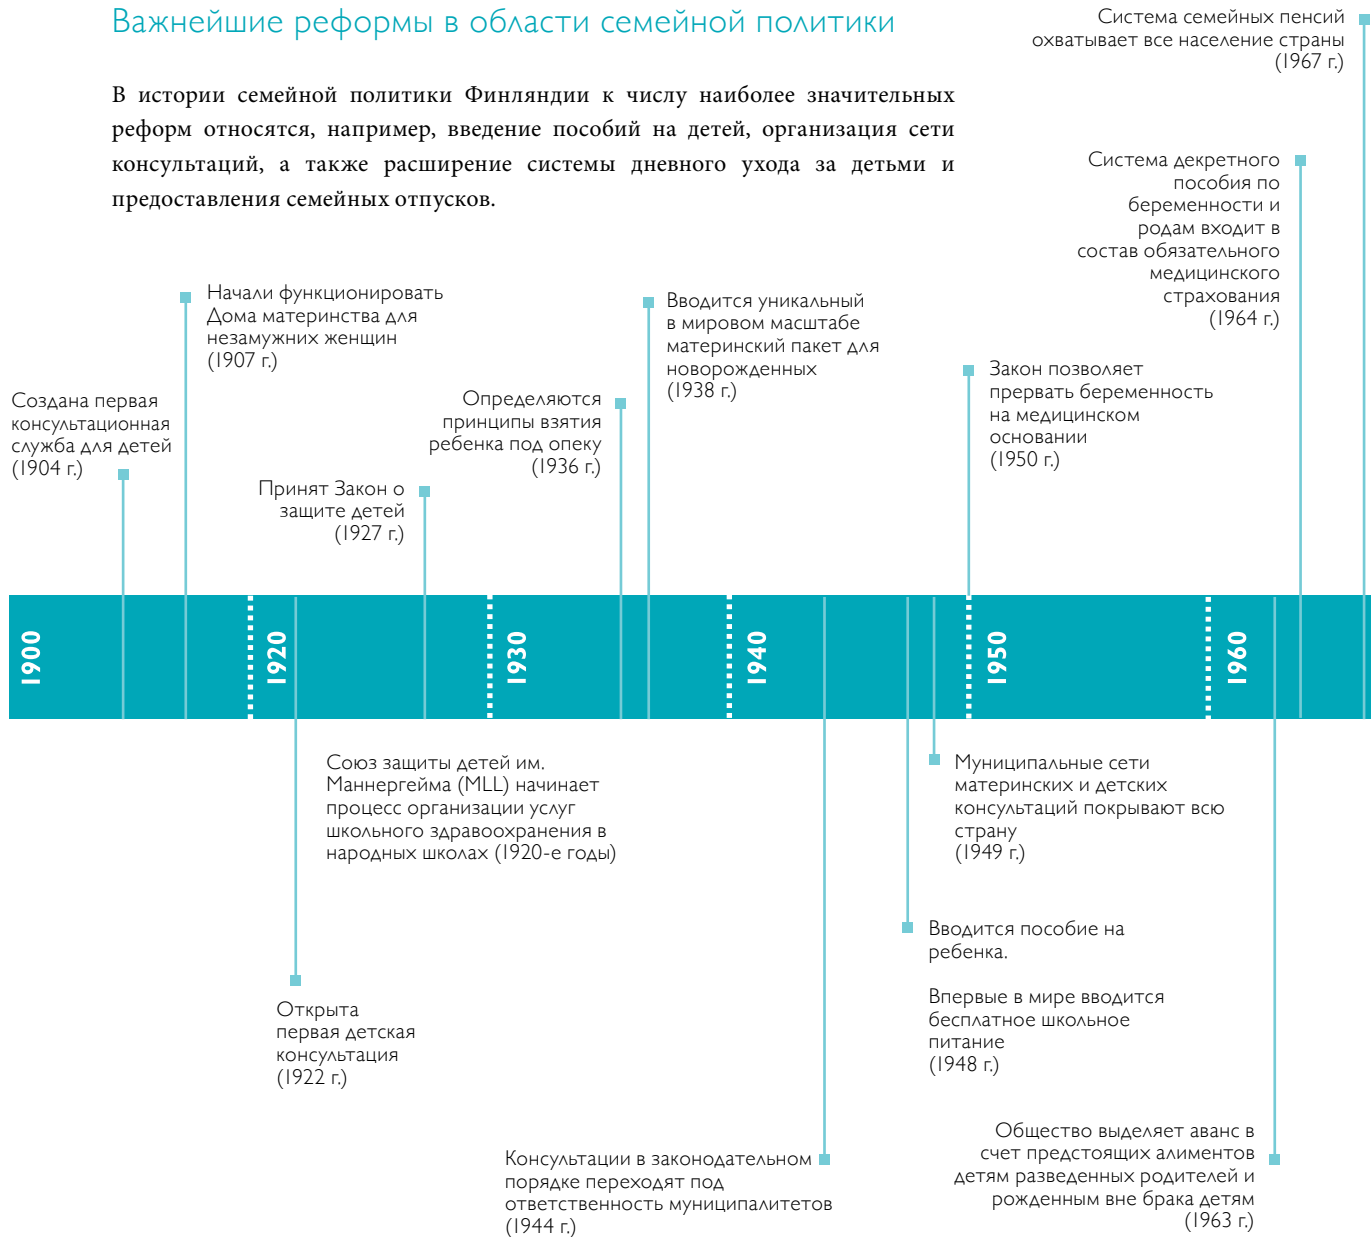 Важнейшие реформы в области семейной политики
В истории семейной политики Финляндии к числу наиболее значительных
реформ относятся, например, введение пособий на детей, организация сети
консультаций, а также расширение системы дневного ухода за детьми и
предоставления семейных отпусков.
Система семейных пенсий
охватывает все население страны
(1967 г.)
Система декретного
пособия по
беременности и
родам входит в
состав обязательного
медицинского
страхования
(1964 г.)
Начали функционировать
Дома материнства для
незамужних женщин
(1907 г.)
Вводится уникальный
в мировом масштабе
материнский пакет для
новорожденных
(1938 г.)
Закон позволяет
прервать беременность
на медицинском
основании
(1950 г.)
Создана первая
консультационная
служба для детей
(1904 г.)
Определяются
принципы взятия
ребенка под опеку
(1936 г.)
Принят Закон о
защите детей
(1927 г.)
1900
1920
1930
1940
1950
1960
Союз защиты детей им.
Маннергейма (MLL) начинает
процесс организации услуг
школьного здравоохранения в
народных школах (1920-е годы)
Муниципальные сети
материнских и детских
консультаций покрывают всю
страну
(1949 г.)
Вводится пособие на
ребенка.
Впервые в мире вводится
бесплатное школьное
питание
(1948 г.)
Открыта
первая детская
консультация
(1922 г.)
Консультации в законодательном
порядке переходят под
ответственность муниципалитетов
(1944 г.)
Общество выделяет аванс в
счет предстоящих алиментов
детям разведенных родителей и
рожденным вне брака детям
(1963 г.)